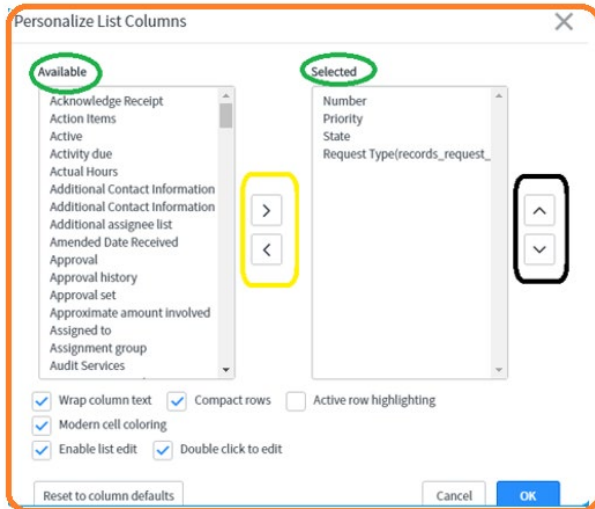 Personalize List Columns
Available
Acknowledge Receipt
Action Items
Active
Activity due
Actual Hours
Additional Contact Information
Additional Contact Information
Additional assignee list
Amended Date Received
Approval
Approval history
Approval set
Approximate amount involved
Assigned to
Assignment group
Audit Services
Selected
Number
Priority
State
Request Type(records_request_
Wrap column text Compact rows Active row highlighting
Modern cell coloring
Enable list edit Double click to edit
Reset to column defaults Cancel OK